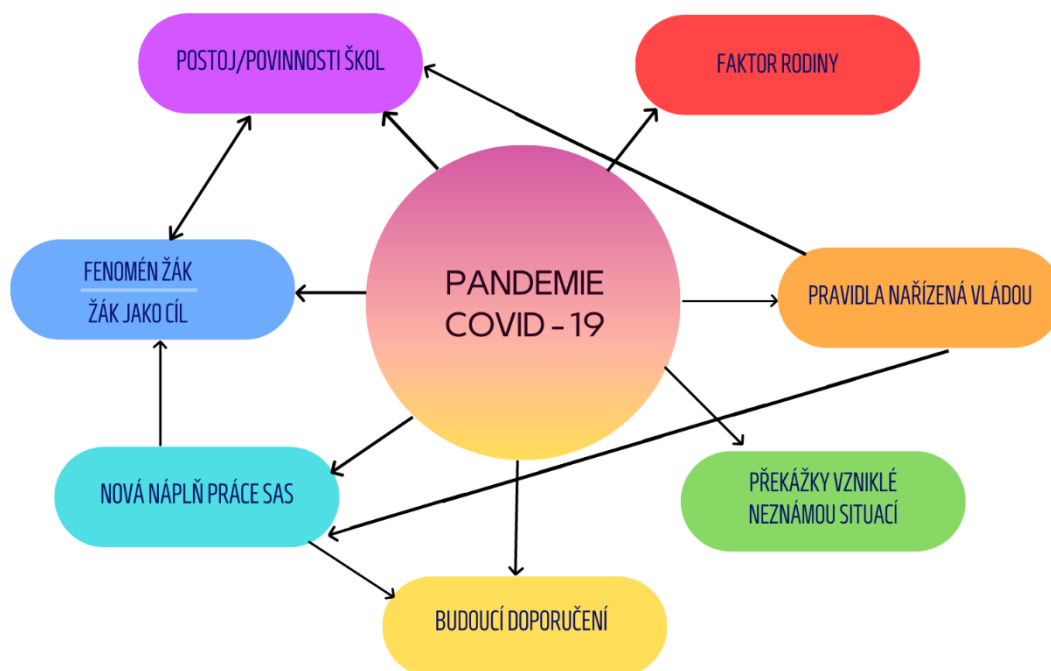 POSTOJ/POVINNOSTI ŠKOL
FAKTOR RODINY
FENOMÉN ŽÁK
ŽÁK JAKO CÍL
PANDEMIE
COVID – 19
PRAVIDLA NAŘÍZENÁ VLÁDOU
NOVÁ NÁPLŇ PRÁCE SAS
PŘEKÁŽKY VZNIKLÉ
NEZNÁMOU SITUACÍ
BUDOUCÍ DOPORUČENÍ